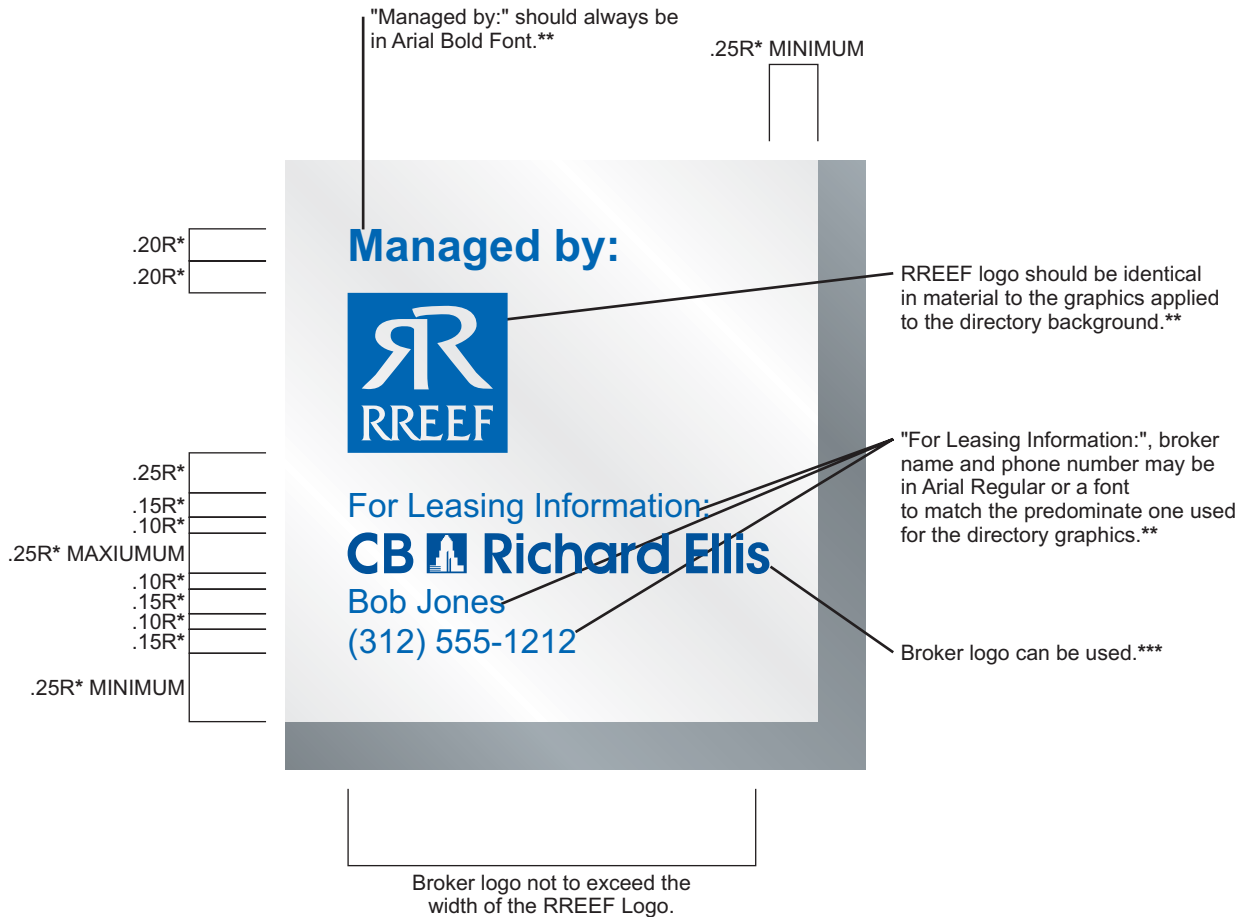 "Managed by:" should always be
in Arial Bold Font.**
.25R* MINIMUM
.20R*
.20R*
Managed by:
RR
RREEF
RREEF logo should be identical
in material to the graphics applied
to the directory background.**
.25R*
.15R*
.10R*
.25R* MAXIUMUM
.10R*
.15R*
.10R*
.15R*
.25R* MINIMUM
For Leasing Information:
CB Richard Ellis
Bob Jones
(312) 555-1212
"For Leasing Information:", broker
name and phone number may be
in Arial Regular or a font
to match the predominate one used
for the directory graphics.**
Broker logo can be used.***
Broker logo not to exceed the
width of the RREEF Logo.